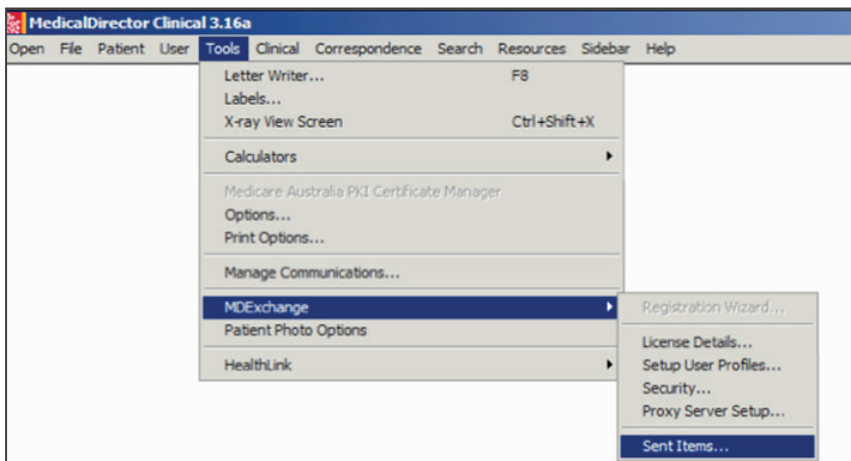 MedicalDirector Clinical 3.16a
Open File Patient User Tools Clinical Correspondence Search Resources Sidebar Help
Letter Writer... F8
Labels...
X-ray View Screen Ctrl+Shift+X
Calculators
Medicare Australia PKI Certificate Manager
Options...
Print Options...
Manage Communications...
MDExchange
Patient Photo Options
HealthLink
Registration Wizard...
License Details...
Setup User Profiles...
Security...
Proxy Server Setup...
Sent Items...